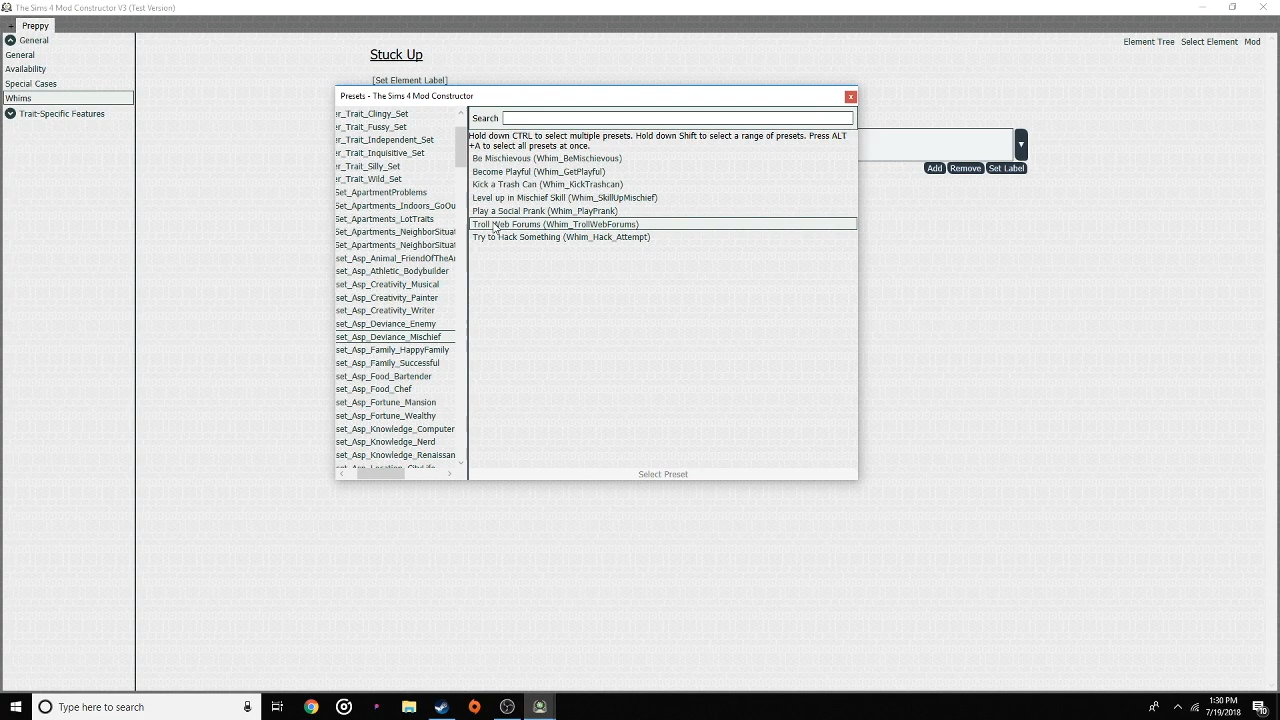 The Sims 4 Mod Constructor V3 (Test Version)
+ Preppy
General
General
Availability
Special Cases
Whims
Trait-Specific Features
Stuck Up
[Set Element Label]
Element Tree Select Element Mod
Add Remove Set Label
Presets - The Sims 4 Mod Constructor
x
er_Trait_Clingy_Set
er_Trait_Fussy_Set
er_Trait_Independent_Set
er_Trait_Inquisitive_Set
er_Trait_Silly_Set
er_Trait_Wild_Set
Set_ApartmentProblems
Set_Apartments_Indoors_GoOu
Set_Apartments_LotTraits
Set_Apartments_NeighborSituat
Set_Apartments_NeighborSituat
set_Asp_Animal_FriendOfTheAr
set_Asp_Athletic_Bodybuilder
set_Asp_Creativity_Musical
set_Asp_Creativity_Painter
set_Asp_Creativity_Writer
set_Asp_Deviance_Enemy
set_Asp_Deviance_Mischief
set_Asp_Family_HappyFamily
set_Asp_Family_Successful
set_Asp_Food_Bartender
set_Asp_Food_Chef
set_Asp_Fortune_Mansion
set_Asp_Fortune_Wealthy
set_Asp_Knowledge_Computer
set_Asp_Knowledge_Nerd
set_Asp_Knowledge_Renaissan
set_Asp_Location_CityLife
Search
Hold down CTRL to select multiple presets. Hold down Shift to select a range of presets. Press ALT
+A to select all presets at once.
Be Mischievous (Whim_BeMischievous)
Become Playful (Whim_GetPlayful)
Kick a Trash Can (Whim_KickTrashcan)
Level up in Mischief Skill (Whim_SkillUpMischief)
Play a Social Prank (Whim_PlayPrank)
Troll Web Forums (Whim_TrollWebForums)
Try to Hack Something (Whim_Hack_Attempt)
Select Preset
Type here to search
1:30 PM
7/19/2018
10